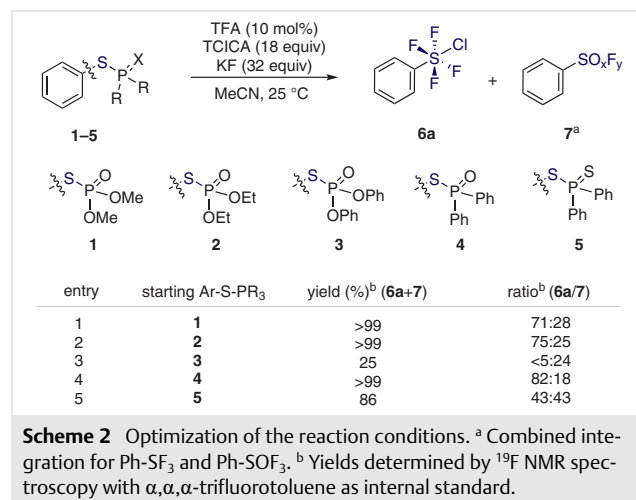 TFA (10 mol%)
TCICA (18 equiv)
KF (32 equiv)
MeCN, 25 °C
S X
P
R R
1–5
F F Cl
S
F F
6a
+
SOxFy
7ᵃ
S O
P
OMe
OMe
1
S O
P
OEt
OEt
2
S O
P
OPh
OPh
3
S O
P
Ph
Ph
4
S S
P
Ph
Ph
5
entry starting Ar-S-PR₃ yield (%)ᵇ (6a+7) ratioᵇ (6a/7)
1 1 >99 71:28
2 2 >99 75:25
3 3 25 <5:24
4 4 >99 82:18
5 5 86 43:43
Scheme 2 Optimization of the reaction conditions. ᵃ Combined inte-
gration for Ph-SF₃ and Ph-SOF₃. ᵇ Yields determined by ¹⁹F NMR spec-
troscopy with α,α,α-trifluorotoluene as internal standard.